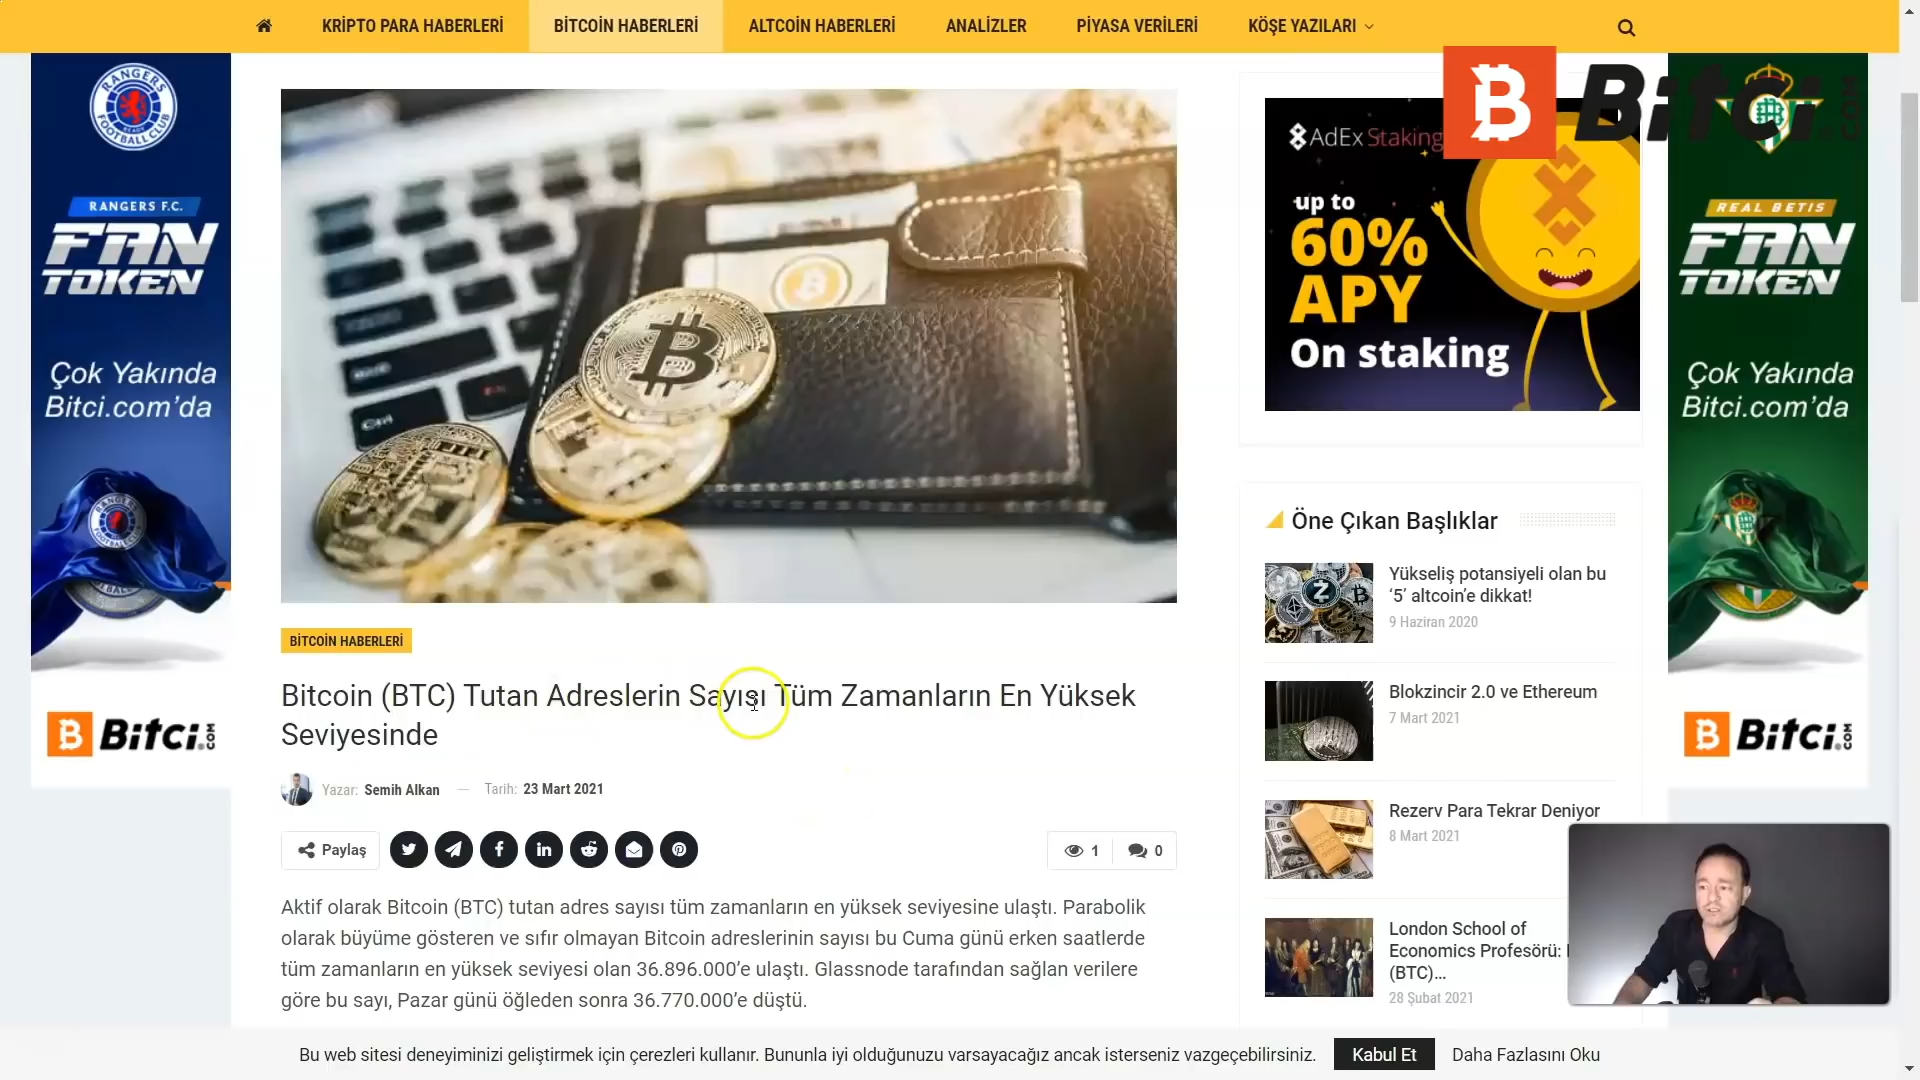 KRİPTO PARA HABERLERİ
BİTCOİN HABERLERİ
ALTCOİN HABERLERİ
ANALİZLER
PİYASA VERİLERİ
KÖŞE YAZILARI
RANGERS
READY
FOOTBALL CLUB
RANGERS F.C.
FAN
TOKEN
Çok Yakında
Bitci.com'da
Bitci.com
Bitci.com
AdEx Staking
up to
60%
APY
On staking
REAL BETIS
FAN
TOKEN
Çok Yakında
Bitci.com'da
Bitci.com
BİTCOİN HABERLERİ
Bitcoin (BTC) Tutan Adreslerin Sayısı Tüm Zamanların En Yüksek
Seviyesinde
Yazar: Semih Alkan — Tarih: 23 Mart 2021
Paylaş
1
0
Aktif olarak Bitcoin (BTC) tutan adres sayısı tüm zamanların en yüksek seviyesine ulaştı. Parabolik
olarak büyüme gösteren ve sıfır olmayan Bitcoin adreslerinin sayısı bu Cuma günü erken saatlerde
tüm zamanların en yüksek seviyesi olan 36.896.000’e ulaştı. Glassnode tarafından sağlan verilere
göre bu sayı, Pazar günü öğleden sonra 36.770.000’e düştü.
Öne Çıkan Başlıklar
Yükseliş potansiyeli olan bu
‘5’ altcoin’e dikkat!
9 Haziran 2020
Blokzincir 2.0 ve Ethereum
7 Mart 2021
Rezerv Para Tekrar Deniyor
8 Mart 2021
London School of
Economics Profesörü:
(BTC)...
28 Şubat 2021
Bu web sitesi deneyiminizi geliştirmek için çerezleri kullanır. Bununla iyi olduğunuzu varsayacağız ancak isterseniz vazgeçebilirsiniz.
Kabul Et
Daha Fazlasını Oku